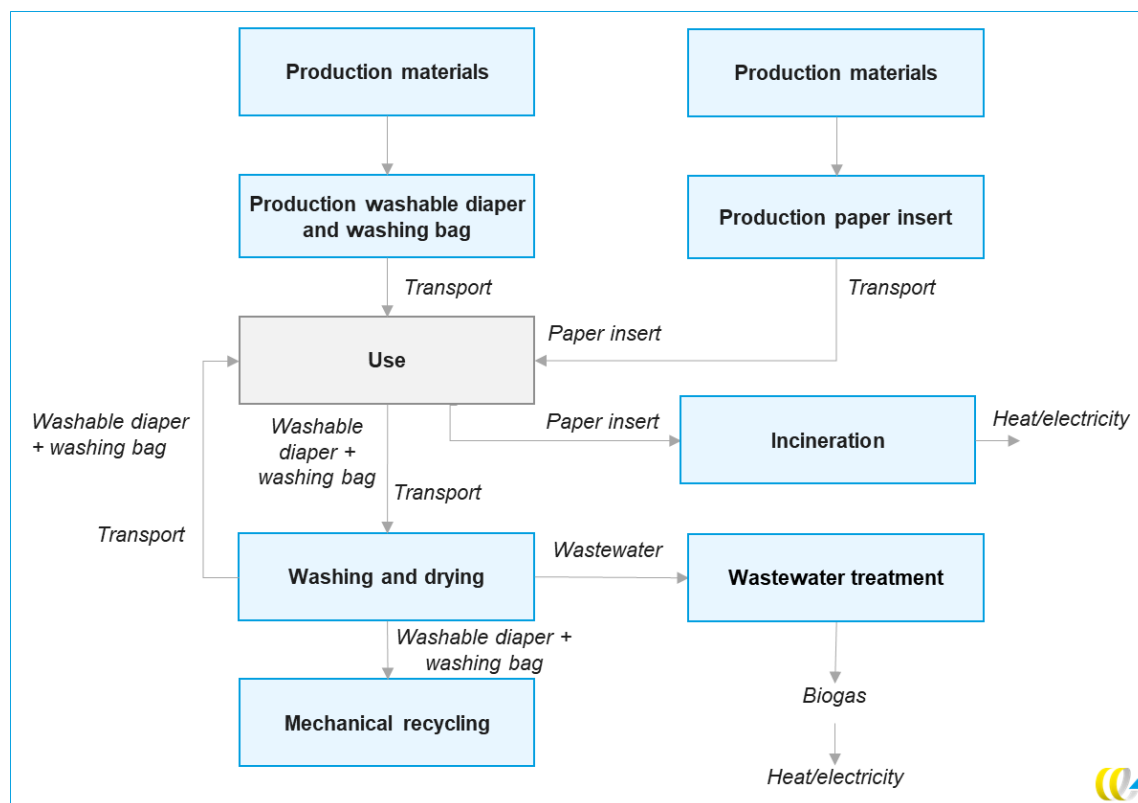 Production materials
Production materials
Production washable diaper
and washing bag
Production paper insert
Transport
Transport
Use
Paper insert
Washable diaper
+ washing bag
Washable
diaper +
washing bag
Paper insert
Incineration
Heat/electricity
Transport
Transport
Washing and drying
Wastewater
Wastewater treatment
Washable diaper +
washing bag
Mechanical recycling
Biogas
Heat/electricity